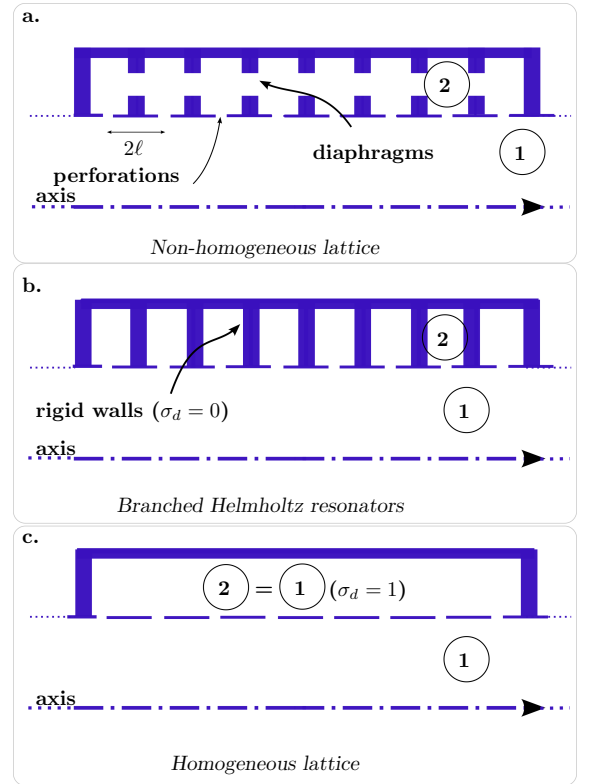 a.
2
1
2ℓ
diaphragms
perforations
axis
Non-homogeneous lattice
b.
2
rigid walls (σ_d = 0)
1
axis
Branched Helmholtz resonators
c.
2 = 1 (σ_d = 1)
1
axis
Homogeneous lattice